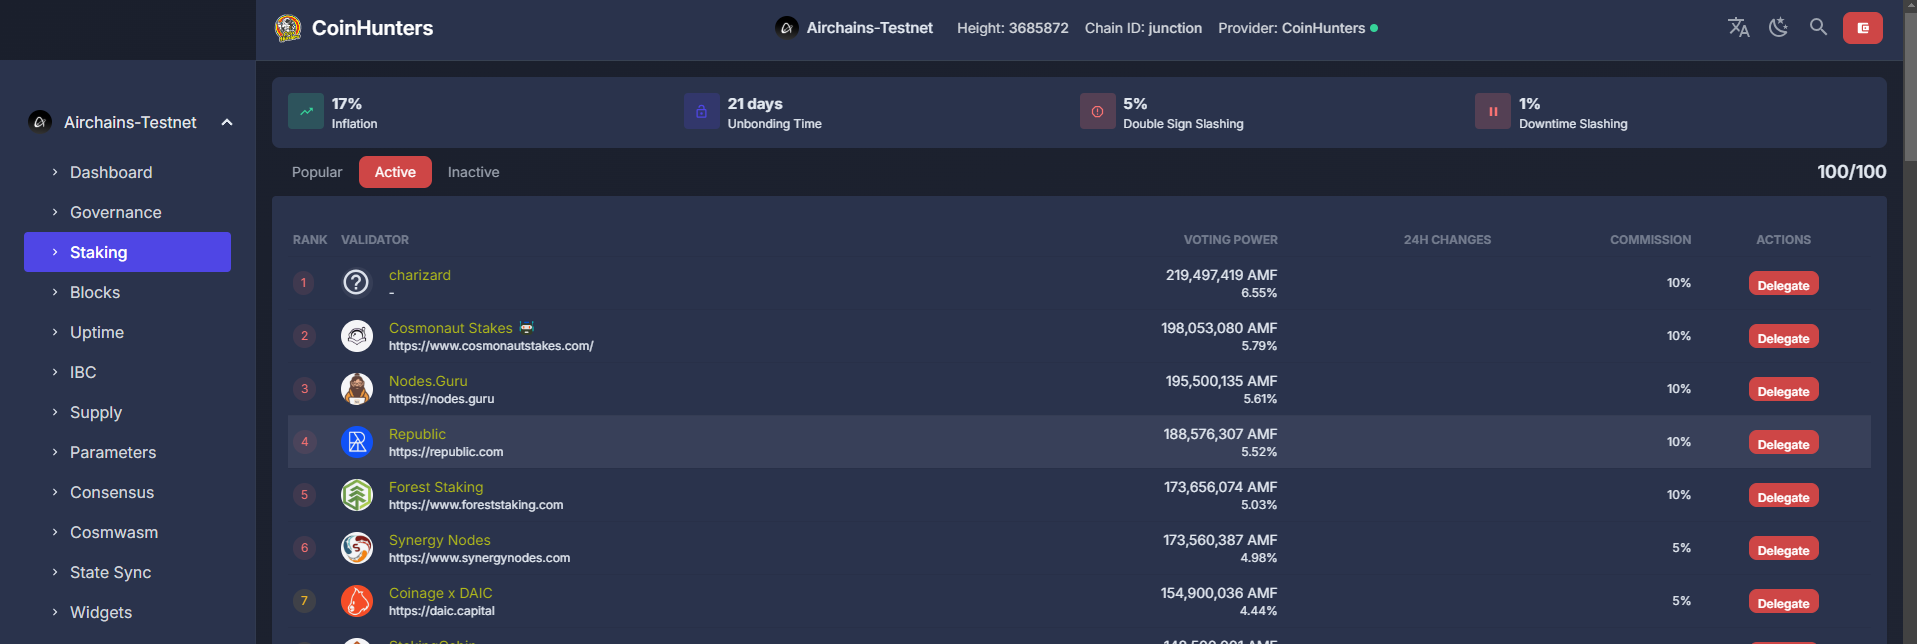 CoinHunters
Airchains-Testnet
Height: 3685872
Chain ID: junction
Provider: CoinHunters
Airchains-Testnet
Dashboard
Governance
Staking
Blocks
Uptime
IBC
Supply
Parameters
Consensus
Cosmwasm
State Sync
Widgets
17%
Inflation
21 days
Unbonding Time
5%
Double Sign Slashing
1%
Downtime Slashing
Popular
Active
Inactive
100/100
RANK VALIDATOR VOTING POWER 24H CHANGES COMMISSION ACTIONS
1 charizard 219,497,419 AMF 10% Delegate
- 6.55%
2 Cosmonaut Stakes 198,053,080 AMF 10% Delegate
https://www.cosmonautstakes.com/ 5.79%
3 Nodes.Guru 195,500,135 AMF 10% Delegate
https://nodes.guru 5.61%
4 Republic 188,576,307 AMF 10% Delegate
https://republic.com 5.52%
5 Forest Staking 173,656,074 AMF 10% Delegate
https://www.foreststaking.com 5.03%
6 Synergy Nodes 173,560,387 AMF 5% Delegate
https://www.synergynodes.com 4.98%
7 Coinage x DAIC 154,900,036 AMF 5% Delegate
https://daic.capital 4.44%